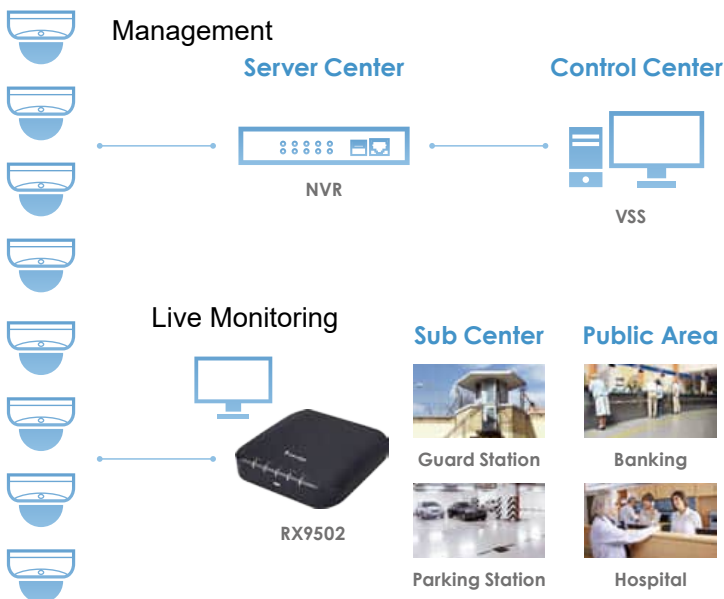 Management
Server Center
Control Center
NVR
VSS
Live Monitoring
Sub Center
Public Area
Guard Station
Banking
RX9502
Parking Station
Hospital